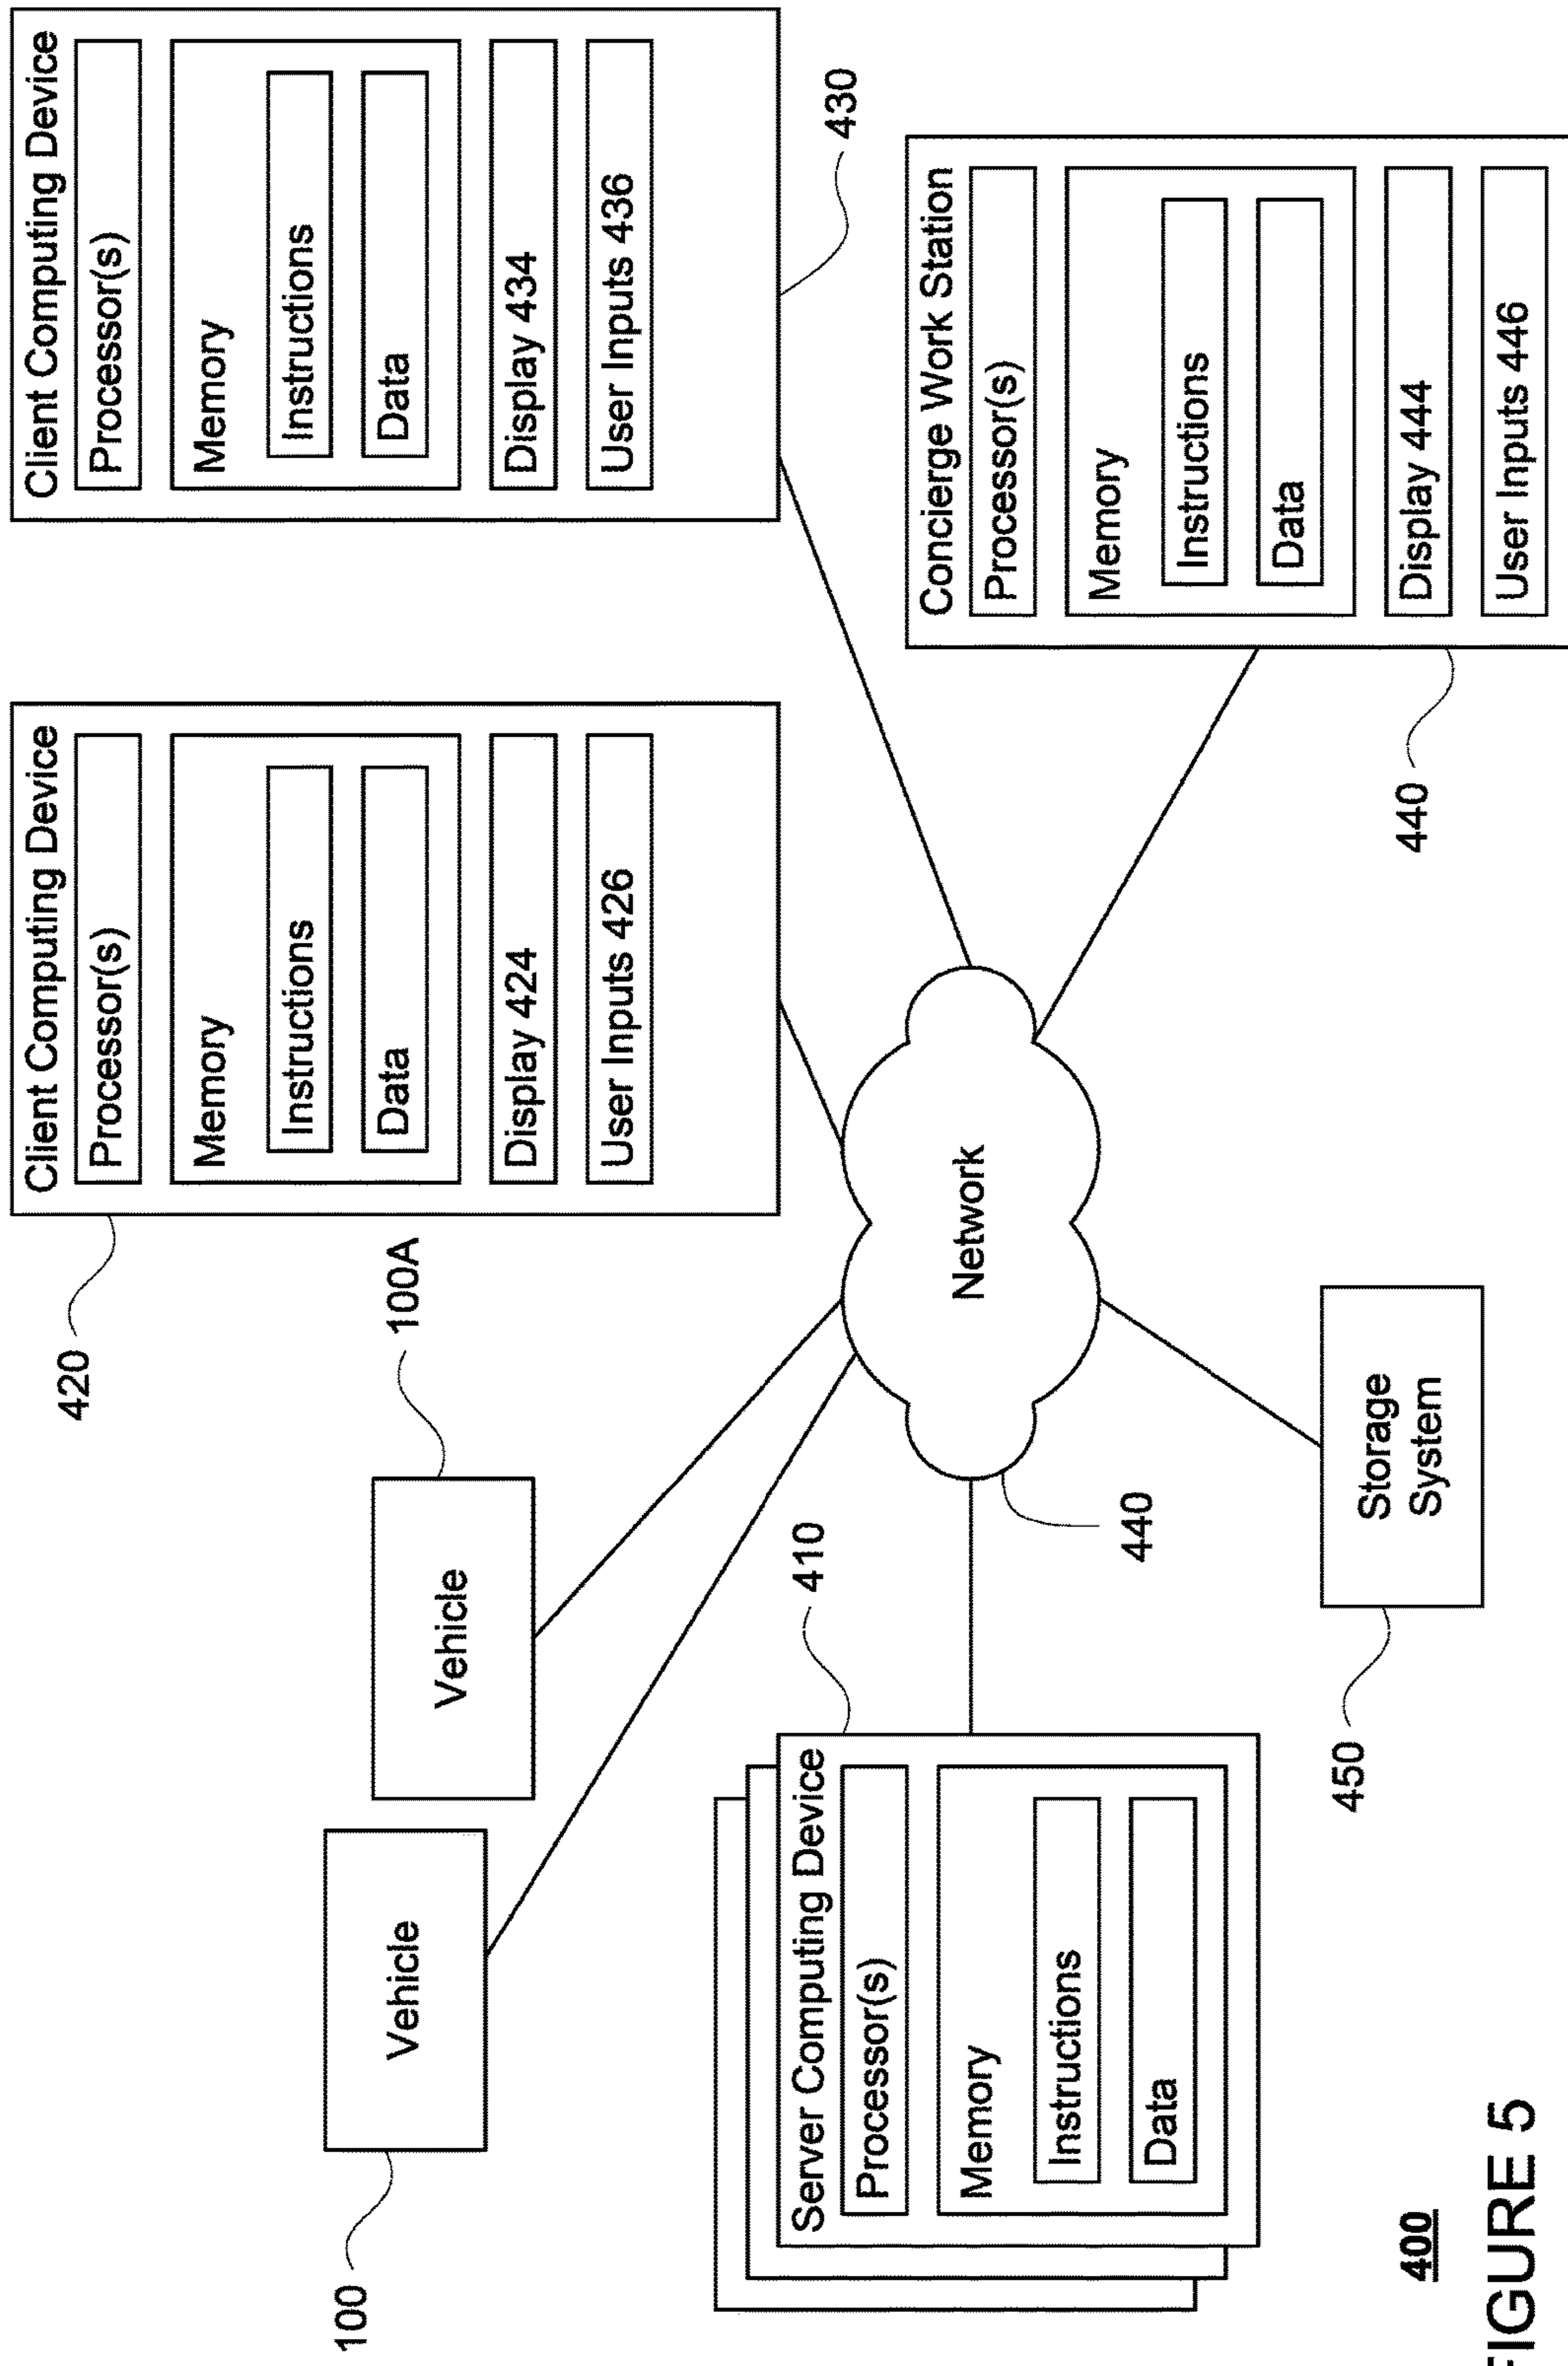 Client Computing Device
Processor(s)
Memory
Instructions
Data
Display 424
User Inputs 426
420
Client Computing Device
Processor(s)
Memory
Instructions
Data
Display 434
User Inputs 436
430
Vehicle
100
Vehicle
100A
Server Computing Device
Processor(s)
Memory
Instructions
Data
410
Network
440
Concierge Work Station
Processor(s)
Memory
Instructions
Data
Display 444
User Inputs 446
440
Storage
System
450
400
FIGURE 5